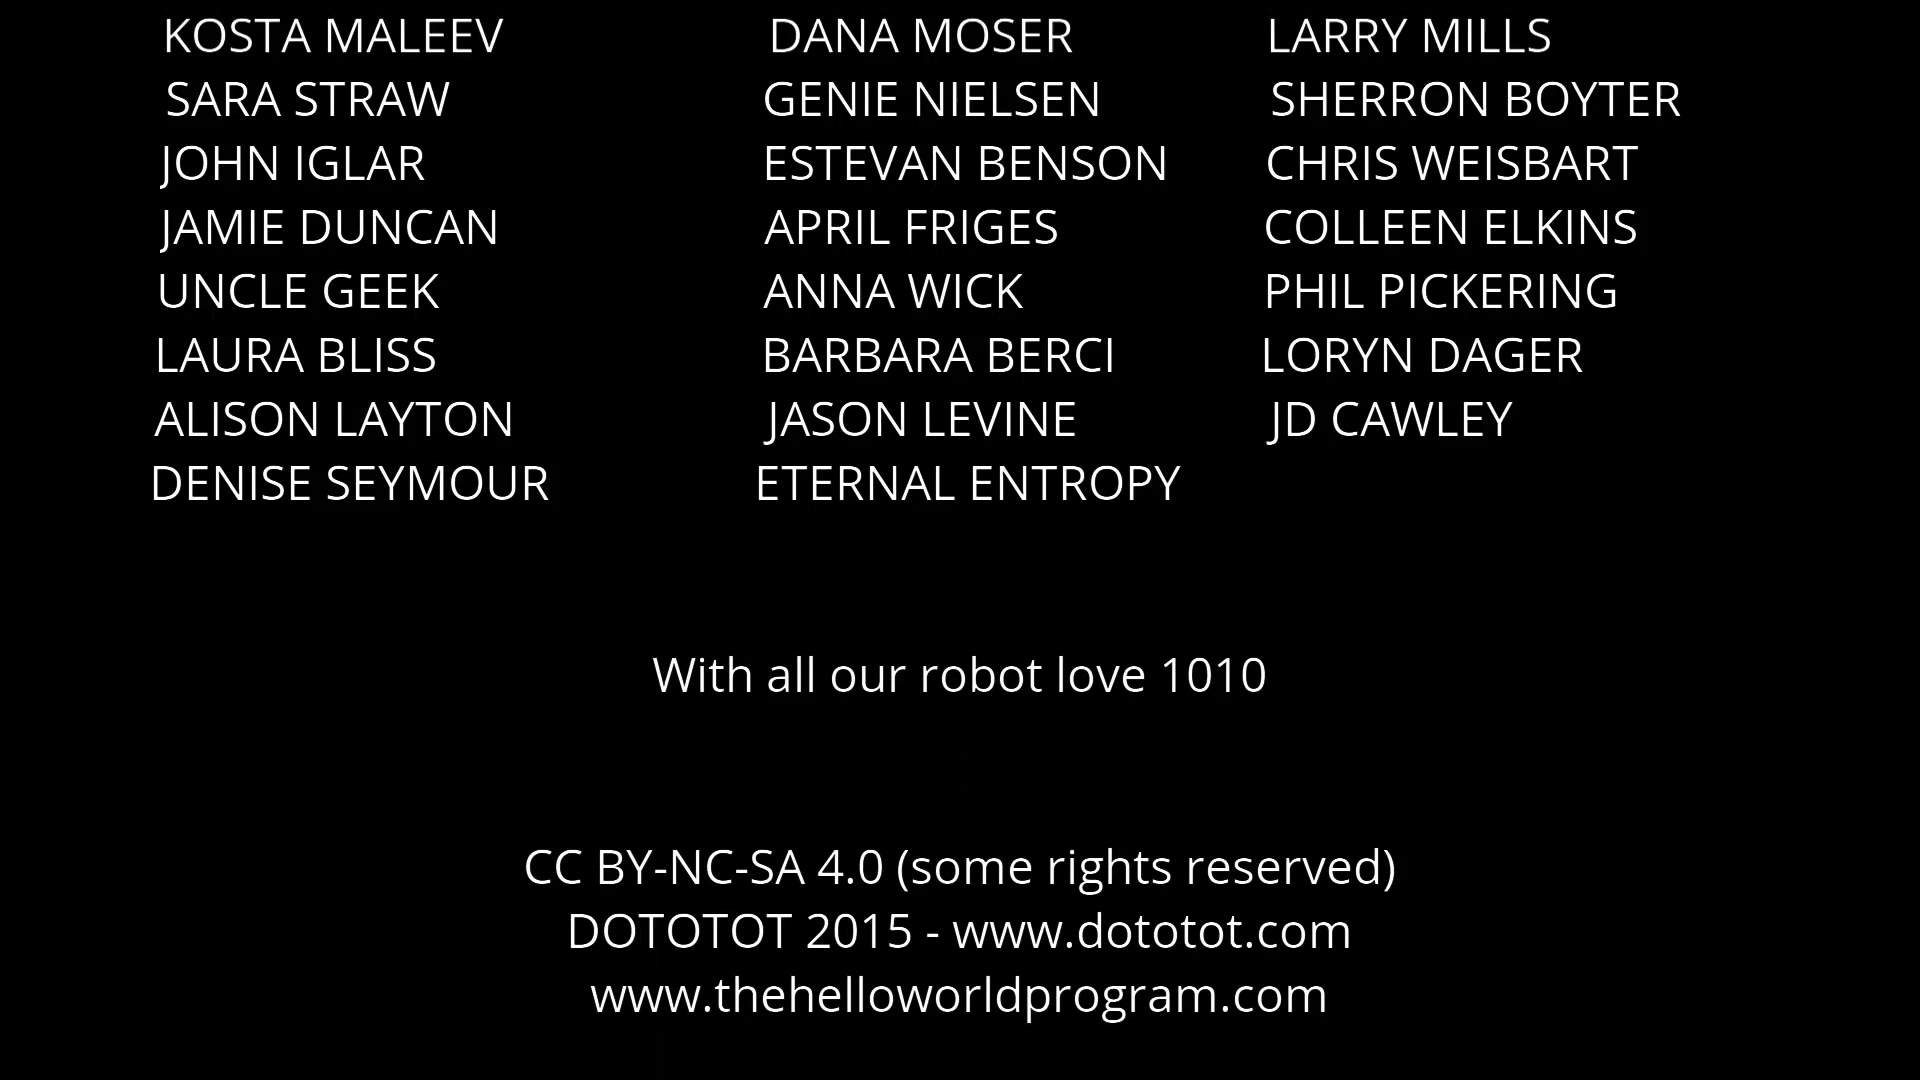 KOSTA MALEEV DANA MOSER LARRY MILLS
SARA STRAW GENIE NIELSEN SHERRON BOYTER
JOHN IGLAR ESTEVAN BENSON CHRIS WEISBART
JAMIE DUNCAN APRIL FRIGES COLLEEN ELKINS
UNCLE GEEK ANNA WICK PHIL PICKERING
LAURA BLISS BARBARA BERCI LORYN DAGER
ALISON LAYTON JASON LEVINE JD CAWLEY
DENISE SEYMOUR ETERNAL ENTROPY
With all our robot love 1010
CC BY-NC-SA 4.0 (some rights reserved)
DOTOTOT 2015 - www.dototot.com
www.thehelloworldprogram.com